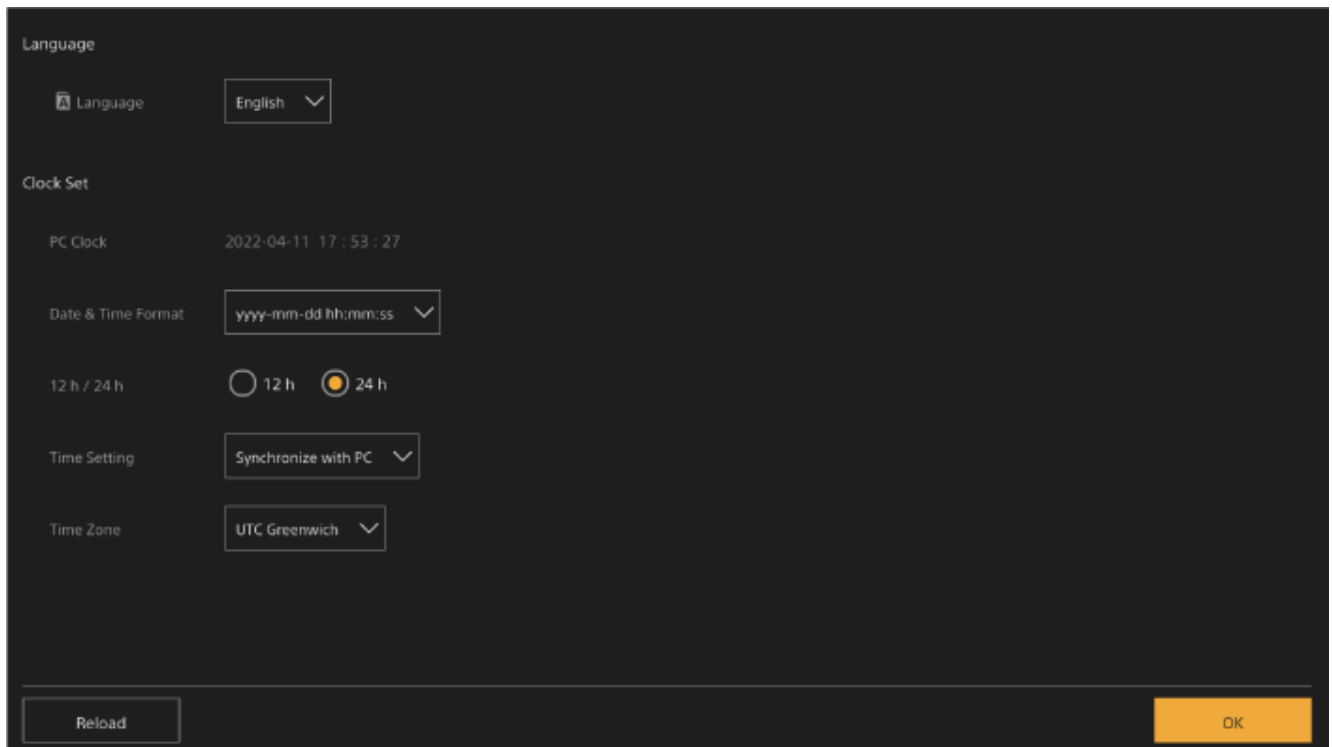 Language
A Language English
Clock Set
PC Clock 2022-04-11 17 : 53 : 27
Date & Time Format yyyy-mm-dd hh:mm:ss
12 h / 24 h 12 h 24 h
Time Setting Synchronize with PC
Time Zone UTC Greenwich
Reload OK